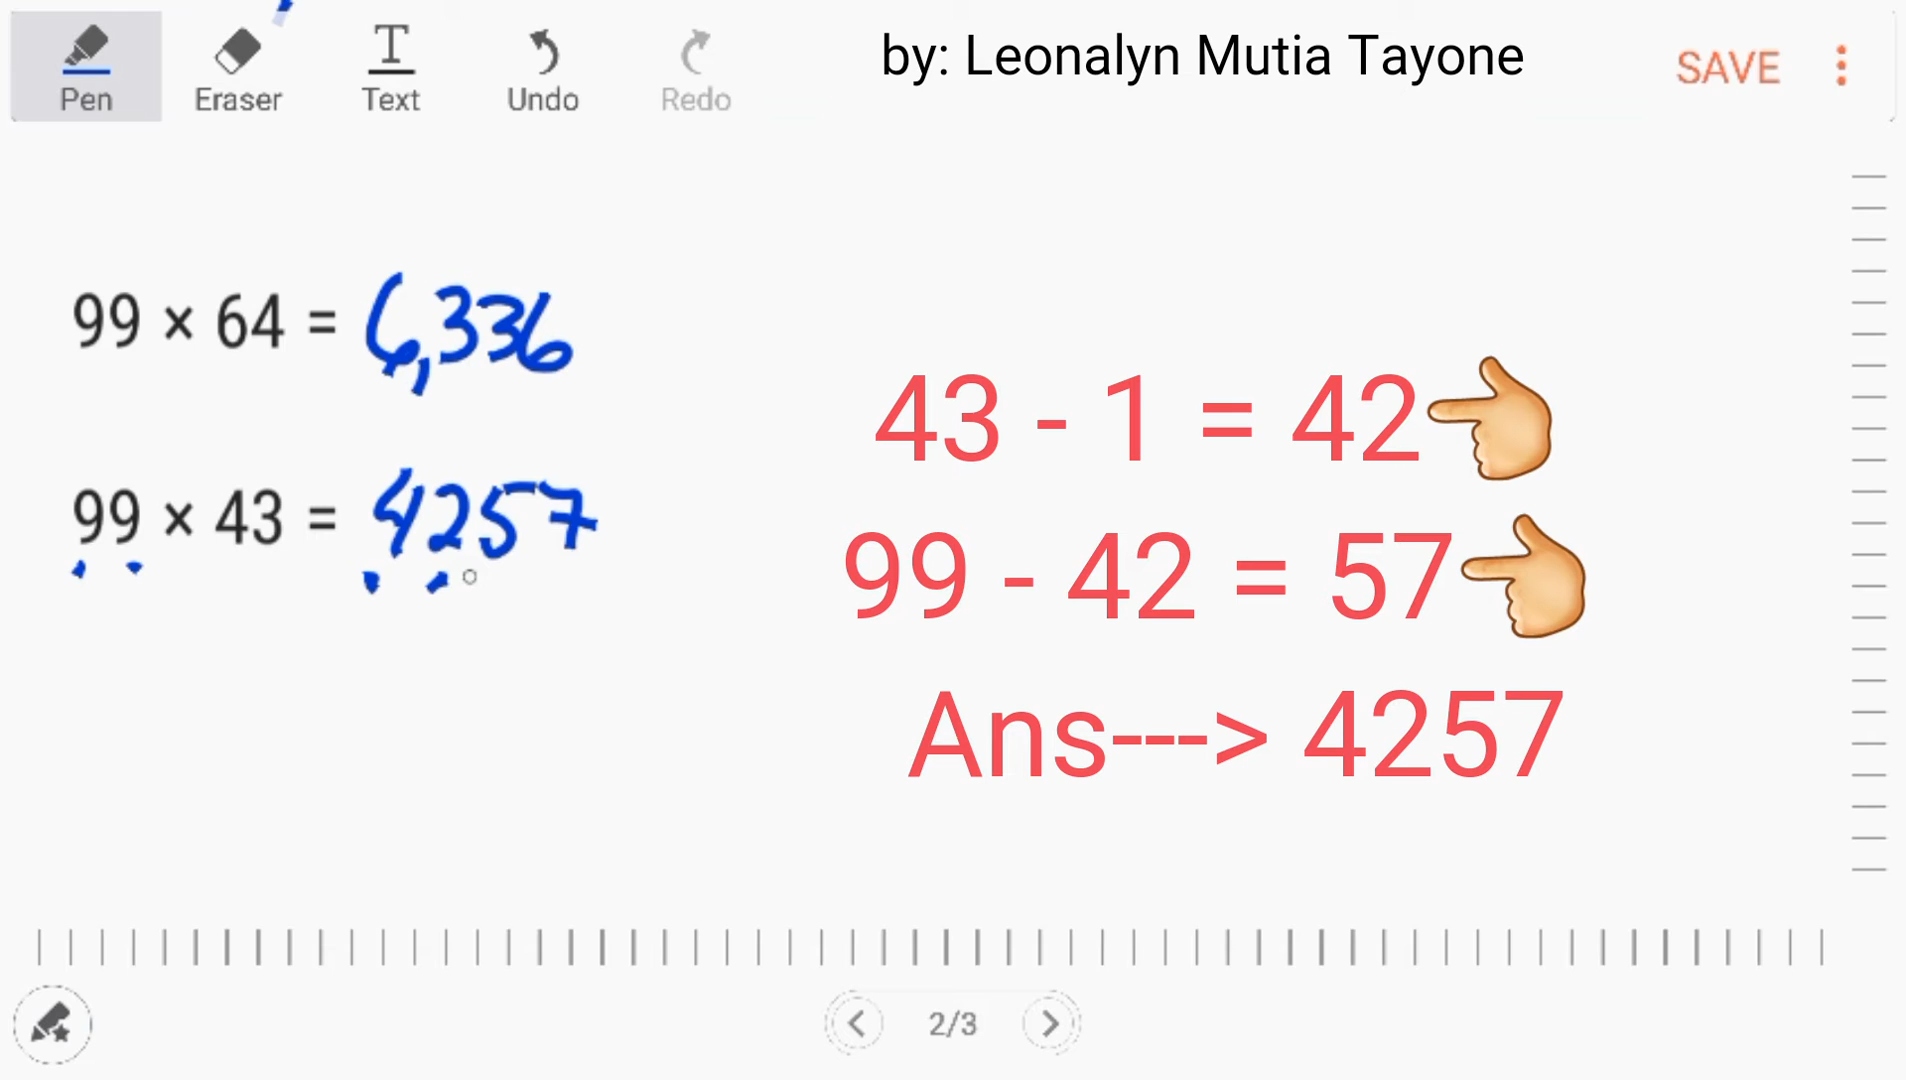 Pen
Eraser
Text
Undo
Redo
by: Leonalyn Mutia Tayone
SAVE
99 × 64 = 6,336
43 - 1 = 42
99 × 43 = 4257
99 - 42 = 57
Ans---> 4257
2/3